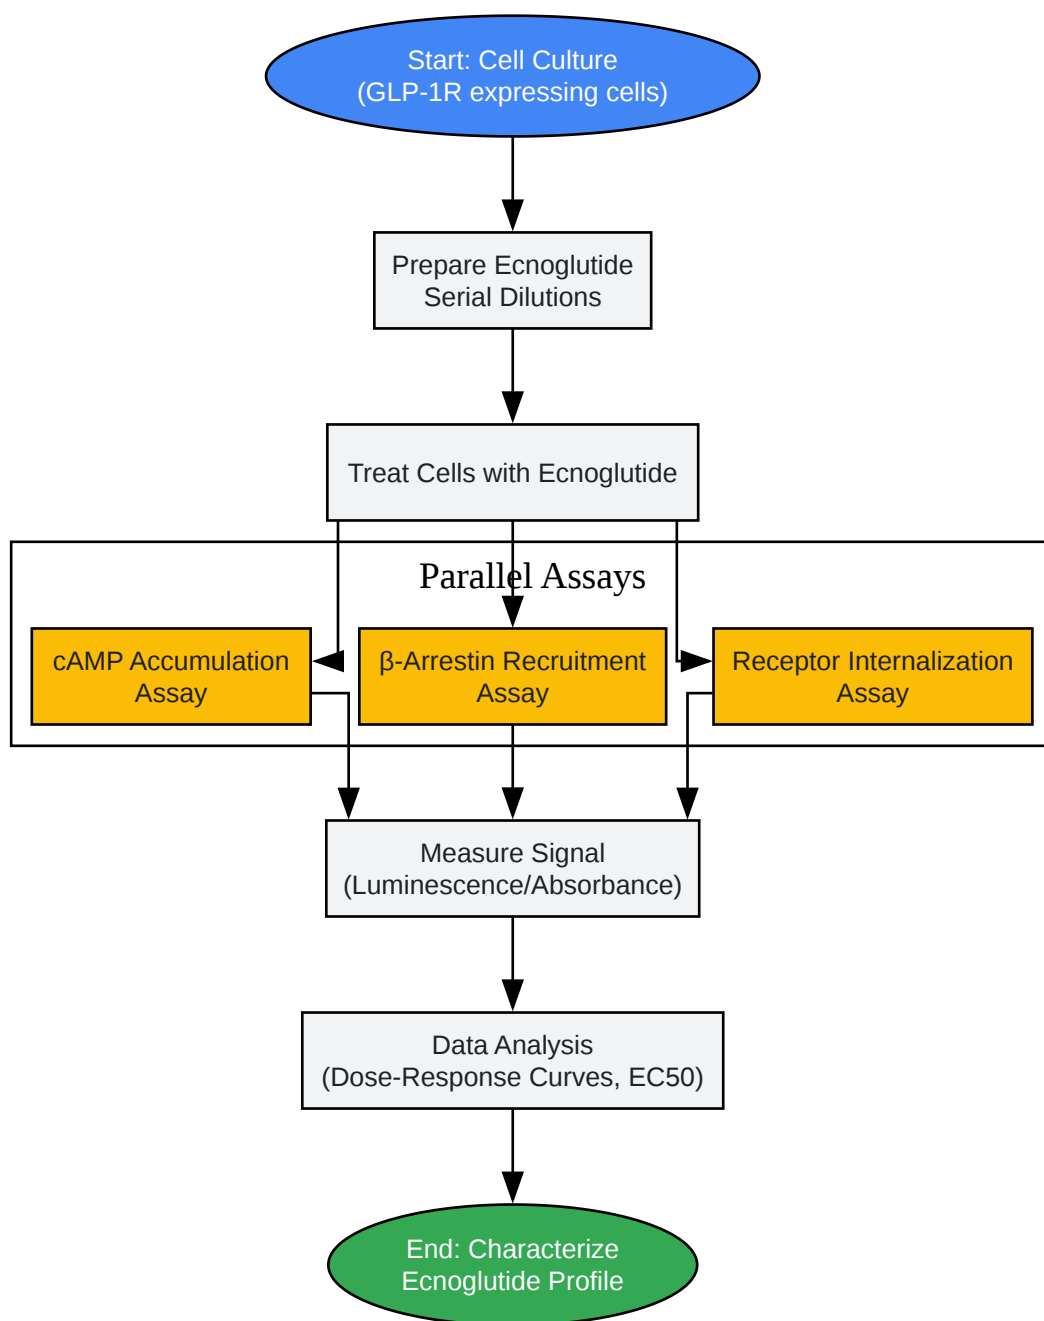 Start: Cell Culture
(GLP-1R expressing cells)
Prepare Ecnoglutide
Serial Dilutions
Treat Cells with Ecnoglutide
Parallel Assays
cAMP Accumulation
Assay
β-Arrestin Recruitment
Assay
Receptor Internalization
Assay
Measure Signal
(Luminescence/Absorbance)
Data Analysis
(Dose-Response Curves, EC50)
End: Characterize
Ecnoglutide Profile